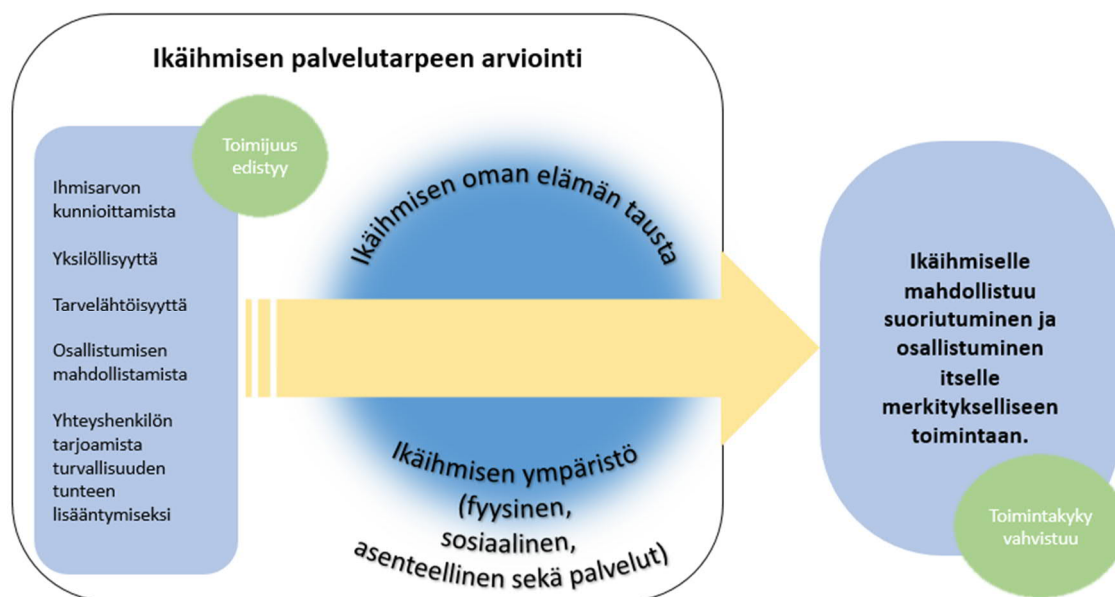 Ikäihmisen palvelutarpeen arviointi
Toimijuus
edistyy
Ihmisarvon
kunnioittamista
Yksilöllisyyttä
Tarvelähtöisyyttä
Osallistumisen
mahdollistamista
Yhteyshenkilön
tarjoamista
turvallisuuden
tunteen
lisääntymiseksi
Ikäihmisen oman elämän tausta
Ikäihmisen ympäristö
(fyysinen,
sosiaalinen,
asenteellinen sekä palvelut)
Ikäihmiselle
mahdollistuu
suoriutuminen ja
osallistuminen
itselle
merkitykselliseen
toimintaan.
Toimintakyky
vahvistuu